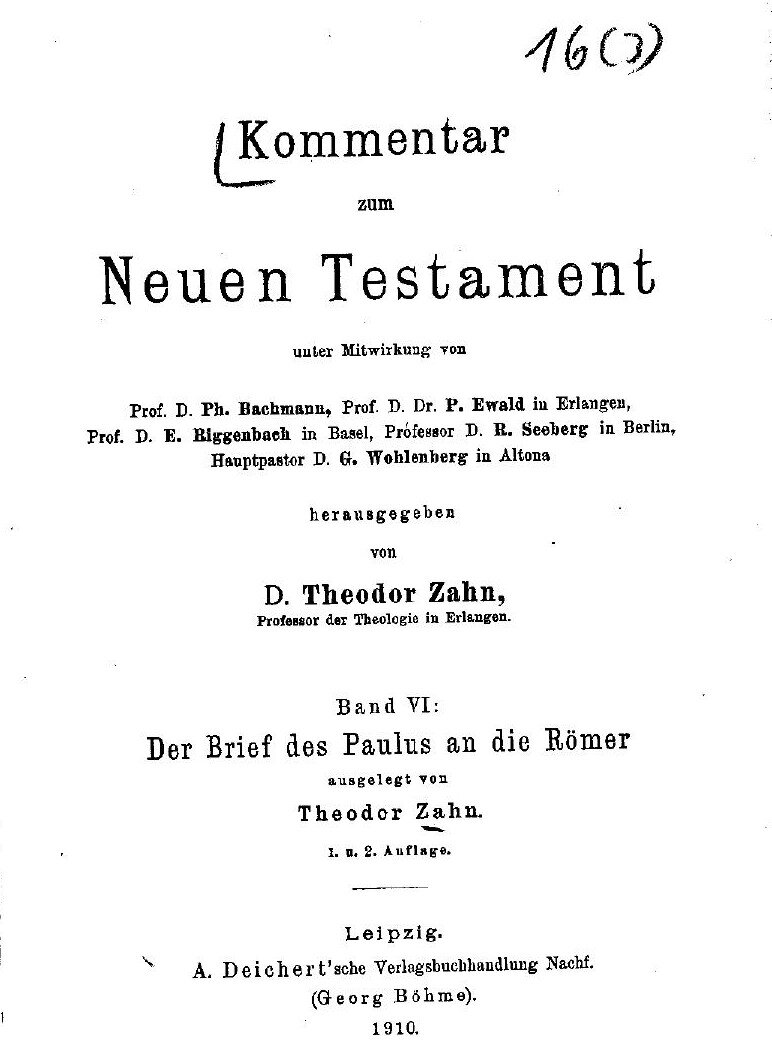 16(3)
Kommentar
zum
Neuen Testament
unter Mitwirkung von
Prof. D. Ph. Bachmann, Prof. D. Dr. P. Ewald in Erlangen,
Prof. D. E. Riggenbach in Basel, Professor D. R. Seeberg in Berlin,
Hauptpastor D. G. Wohlenberg in Altona
herausgegeben
von
D. Theodor Zahn,
Professor der Theologie in Erlangen.
Band VI:
Der Brief des Paulus an die Römer
ausgelegt von
Theodor Zahn.
1. u. 2. Auflage.
Leipzig.
A. Deichert'sche Verlagsbuchhandlung Nachf.
(Georg Böhme).
1910.